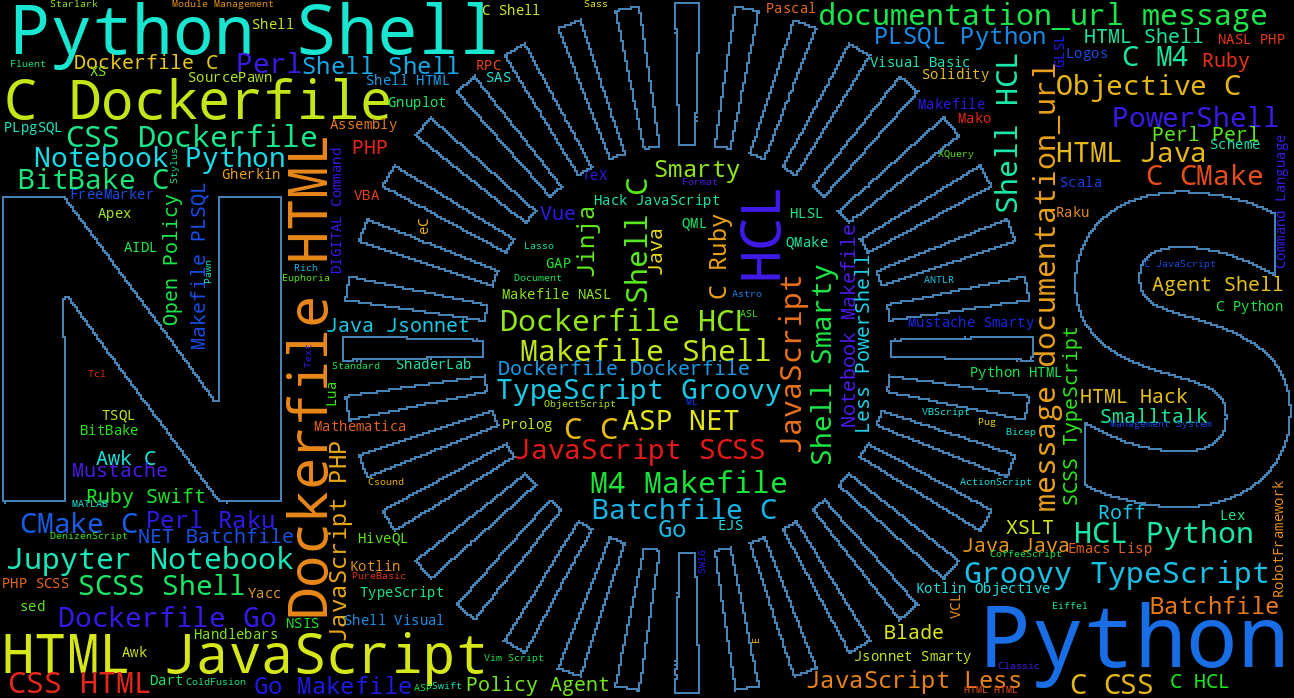 Starlark
Module Management
C Shell
Sass
Pascal
documentation_url message
Python Shell
Shell
PLSQL Python
HTML Shell
NASL PHP
GLSL
Logos
C M4
Ruby
Fluent
XS
Dockerfile C
Perl
Shell Shell
RPC
SAS
Visual Basic
Solidity
SourcePawn
Shell HTML
Objective C
C Dockerfile
Gnuplot
Makefile
Mako
PowerShell
PLpgSQL
CSS Dockerfile
Assembly
PHP
Perl Perl
Scheme
Notebook Python
Stylus
XQuery
HTML Java
BitBake C
Gherkin
TeX
Smarty
Format
Scala
C CMake
Command Language
FreeMarker
VBA
Hack JavaScript
Shell HCL
Apex
Open Policy
Makefile PLSQL
Dockerfile HTML
DIGITAL Command
cC
Vue
Jinja
Shell C
Java
QML
C Ruby
HCL
HLSL
QMake
Raku
AIDL
Pawn
Rich
Euphoria
Lasso
GAP
Document
Makefile NASL
Astro
ASL
Notebook Makefile
Less PowerShell
ANTLR
message documentation_url
C JavaScript
Agent Shell
C Python
Java Jsonnet
Dockerfile HCL
JavaScript
Shell Smarty
Mustache Smarty
Text
Standard
ShaderLab
Makefile Shell
Dockerfile Dockerfile
Python HTML
SCSS TypeScript
Tcl
Lua
TypeScript Groovy
ObjectScript
ML
HTML Hack
TSQL
BitBake
Mathematica
Prolog
C C
ASP NET
VBScript
Pug
Bicep
Smalltalk
Management System
Awk C
Mustache
JavaScript PHP
JavaScript SCSS
Csound
M4 Makefile
ActionScript
Ruby Swift
MATLAB
Batchfile C
Roff
Lex
RobotFramework
CMake C
Perl Raku
Go
EJS
XSLT
HCL Python
DenizenScript
NET Batchfile
HiveQL
Java Java
Emacs Lisp
CoffeeScript
Jupyter Notebook
Kotlin
PureBasic
SWIG
Groovy TypeScript
PHP SCSS
SCSS Shell
Yacc
TypeScript
Kotlin Objective
VCL
sed
Dockerfile Go
NSIS
Shell Visual
Eiffel
Batchfile
Handlebars
E
Blade
Python
HTML JavaScript
Awk
Vim Script
Jsonnet Smarty
Classic
CSS HTML
Dart
ColdFusion
Go Makefile
ASP
Swift
Policy Agent
JavaScript Less
HTML HTML
C CSS
C HCL